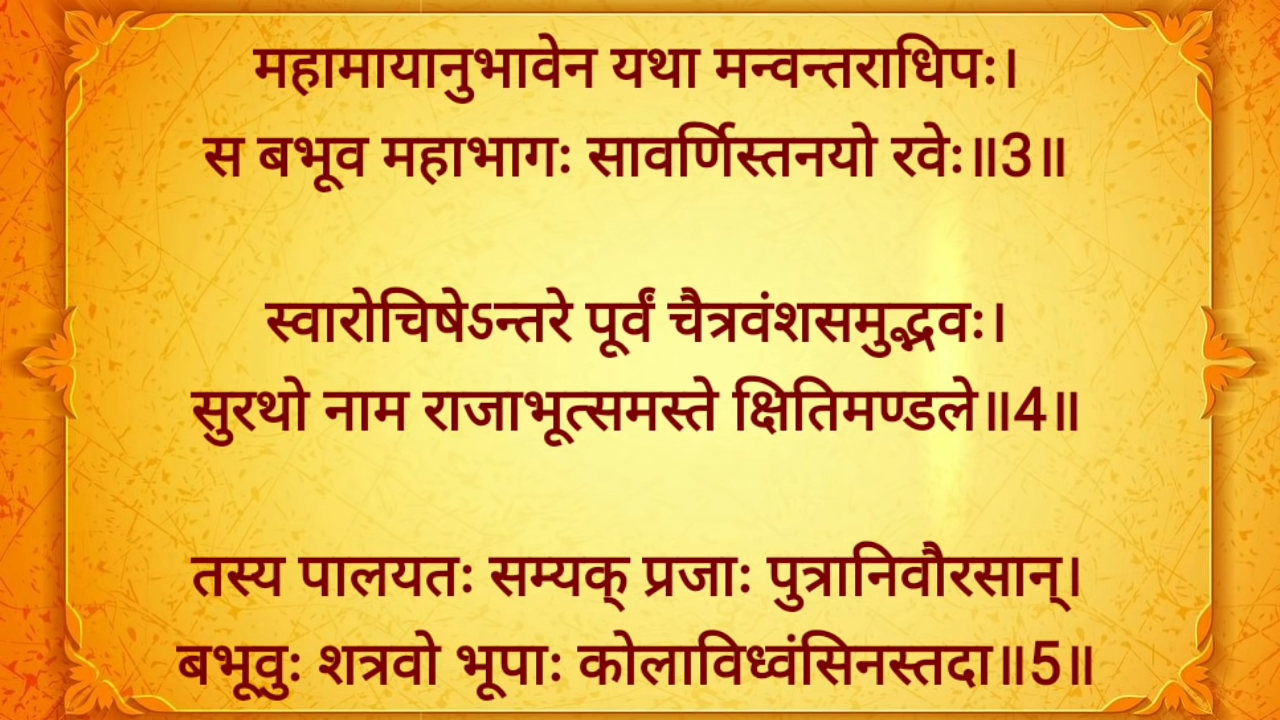 महामायानुभावेन यथा मन्वन्तराधिपः।
स बभूव महाभागः सावर्णिस्तनयो रवेः॥3॥
स्वारोचिषेऽन्तरे पूर्वं चैत्रवंशसमुद्भवः।
सुरथो नाम राजाभूत्समस्ते क्षितिमण्डले॥4॥
तस्य पालयतः सम्यक् प्रजाः पुत्रानिवौरसान्।
बभूवुः शत्रवो भूपाः कोलाविध्वंसिनस्तदा॥5॥